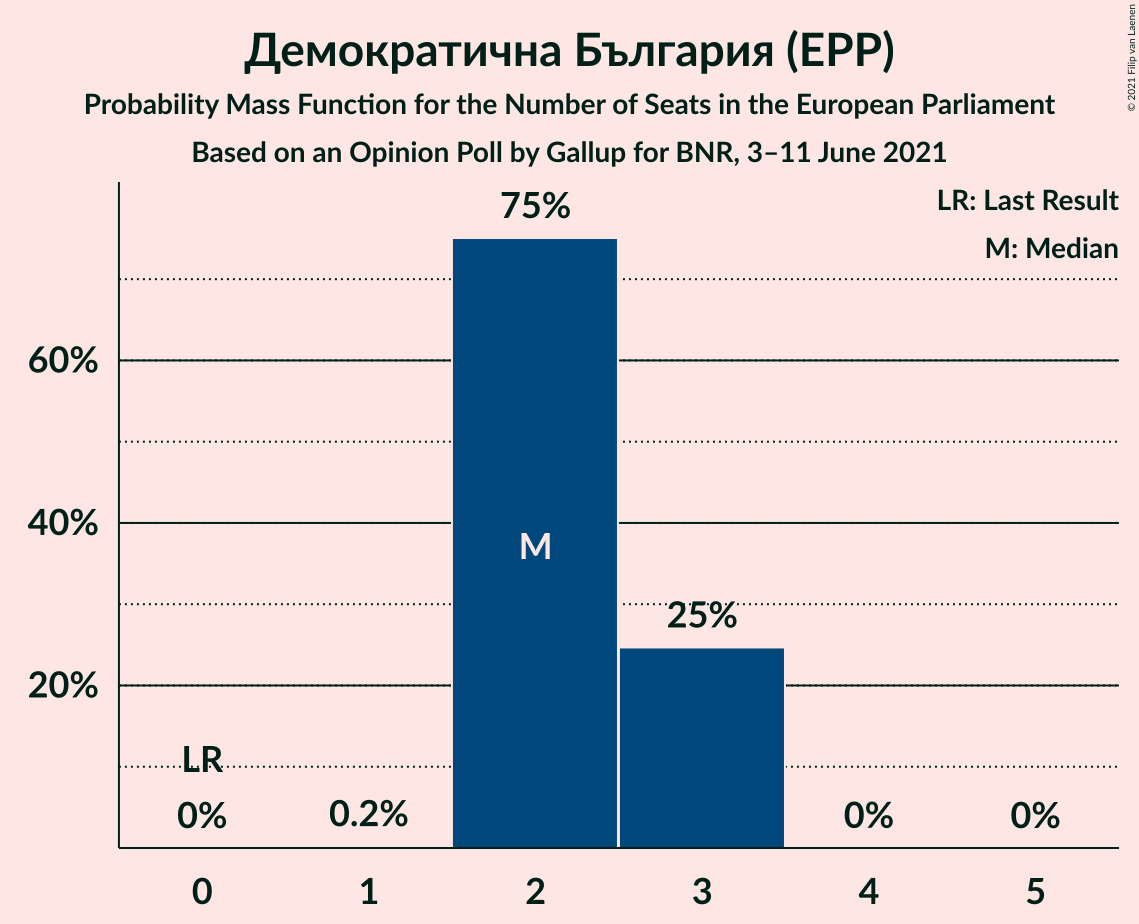 Демократична България (EPP)
Probability Mass Function for the Number of Seats in the European Parliament
Based on an Opinion Poll by Gallup for BNR, 3–11 June 2021
© 2021 Filip van Laenen
LR: Last Result
M: Median
75%
60%
40%
20%
M
25%
LR
0%
0.2%
0%
0%
0
1
2
3
4
5